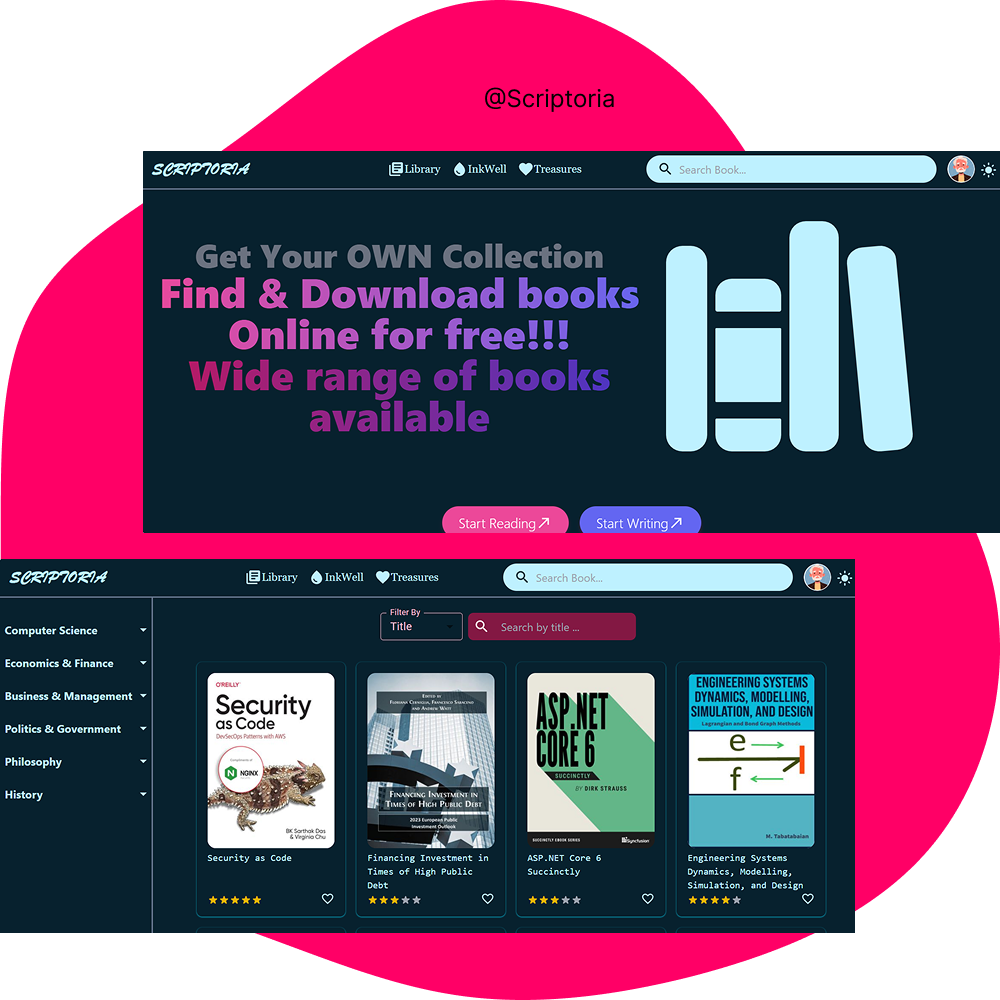 @Scriptoria
SCRIPTORIA
Library InkWell Treasures
Search Book...
Get Your OWN Collection
Find & Download books
Online for free!!!
Wide range of books
available
Start Reading
Start Writing
SCRIPTORIA
Library InkWell Treasures
Search Book...
Computer Science
Economics & Finance
Business & Management
Politics & Government
Philosophy
History
Filter By
Title
Search by title ...
O'REILLY
Security
as Code
DevSecOps Patterns with AWS
Compliments of
NGINX
BK Sarthak Das
& Virginia Chu
Security as Code
EDITED BY
FLORIANA CERNIGLIA, FRANCESCO SARACENO
AND ANDREW WATT
FINANCING INVESTMENT IN
TIMES OF HIGH PUBLIC DEBT
2023 European Public
Investment Outlook
Financing Investment in
Times of High Public
Debt
ASP.NET
CORE 6
SUCCINCTLY
BY DIRK STRAUSS
SUCCINCTLY EBOOK SERIES
Syncfusion
ASP.NET Core 6
Succinctly
ENGINEERING SYSTEMS
DYNAMICS, MODELLING,
SIMULATION, AND DESIGN
Lagrangian and Bond Graph Methods
e
f
M. Tabatabaian
Engineering Systems
Dynamics, Modelling,
Simulation, and Design